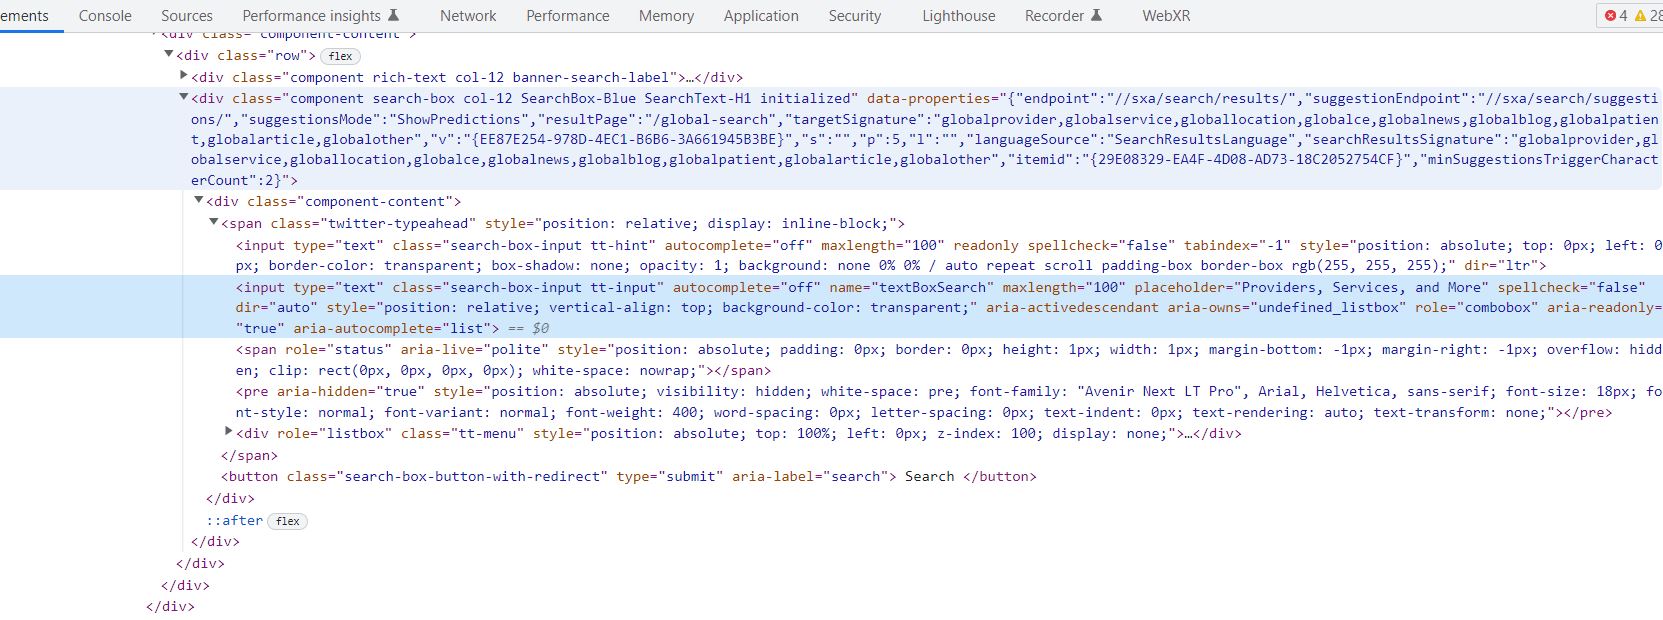 ements Console Sources Performance insights Network Performance Memory Application Security Lighthouse Recorder WebXR 4 28
<div class="component-content">
<div class="row"> flex
<div class="component rich-text col-12 banner-search-label">…</div>
<div class="component search-box col-12 SearchBox-Blue SearchText-H1 initialized" data-properties="{"endpoint":"//sxa/search/results/","suggestionEndpoint":"//sxa/search/suggesti
ons/","suggestionsMode":"ShowPredictions","resultPage":"/global-search","targetSignature":"globalprovider,globalservice,globallocation,globalce,globalnews,globalblog,globalpatien
t,globalarticle,globalother","v":"{EE87E254-978D-4EC1-B6B6-3A661945B3BE}","s":"","p":5,"l":"","languageSource":"SearchResultsLanguage","searchResultsSignature":"globalprovider,gl
obalservice,globallocation,globalce,globalnews,globalblog,globalpatient,globalarticle,globalother","itemid":"{29E08329-EA4F-4D08-AD73-18C2052754CF}","minSuggestionsTriggerCharact
erCount":2}">
<div class="component-content">
<span class="twitter-typeahead" style="position: relative; display: inline-block;">
<input type="text" class="search-box-input tt-hint" autocomplete="off" maxlength="100" readonly spellcheck="false" tabindex="-1" style="position: absolute; top: 0px; left: 0
px; border-color: transparent; box-shadow: none; opacity: 1; background: none 0% 0% / auto repeat scroll padding-box border-box rgb(255, 255, 255);" dir="ltr">
<input type="text" class="search-box-input tt-input" autocomplete="off" name="textBoxSearch" maxlength="100" placeholder="Providers, Services, and More" spellcheck="false"
dir="auto" style="position: relative; vertical-align: top; background-color: transparent;" aria-activedescendant aria-owns="undefined_listbox" role="combobox" aria-readonly=
"true" aria-autocomplete="list"> == $0
<span role="status" aria-live="polite" style="position: absolute; padding: 0px; border: 0px; height: 1px; width: 1px; margin-bottom: -1px; margin-right: -1px; overflow: hidd
en; clip: rect(0px, 0px, 0px, 0px); white-space: nowrap;"></span>
<pre aria-hidden="true" style="position: absolute; visibility: hidden; white-space: pre; font-family: "Avenir Next LT Pro", Arial, Helvetica, sans-serif; font-size: 18px; fo
nt-style: normal; font-variant: normal; font-weight: 400; word-spacing: 0px; letter-spacing: 0px; text-indent: 0px; text-rendering: auto; text-transform: none;"></pre>
<div role="listbox" class="tt-menu" style="position: absolute; top: 100%; left: 0px; z-index: 100; display: none;">…</div>
</span>
<button class="search-box-button-with-redirect" type="submit" aria-label="search"> Search </button>
</div>
::after flex
</div>
</div>
</div>
</div>